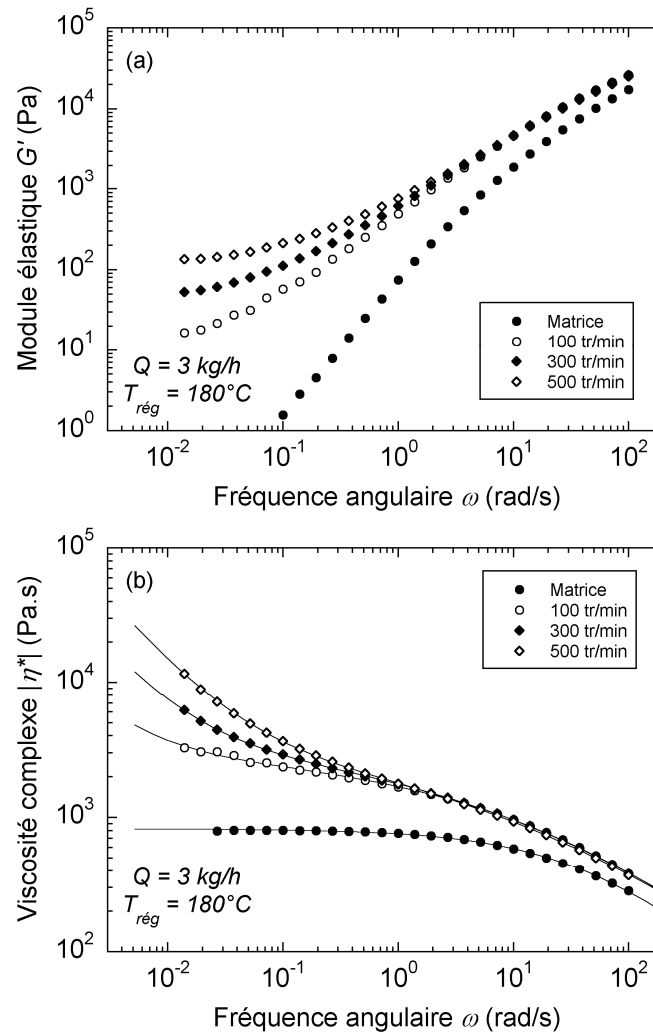 (a)
Module élastique G' (Pa)
10^5
10^4
10^3
10^2
10^1
10^0
Q = 3 kg/h
T_rég = 180°C
Matrice
100 tr/min
300 tr/min
500 tr/min
10^-2
10^-1
10^0
10^1
10^2
Fréquence angulaire ω (rad/s)
(b)
Viscosité complexe |η*| (Pa.s)
10^5
10^4
10^3
10^2
Matrice
100 tr/min
300 tr/min
500 tr/min
Q = 3 kg/h
T_rég = 180°C
10^-2
10^-1
10^0
10^1
10^2
Fréquence angulaire ω (rad/s)